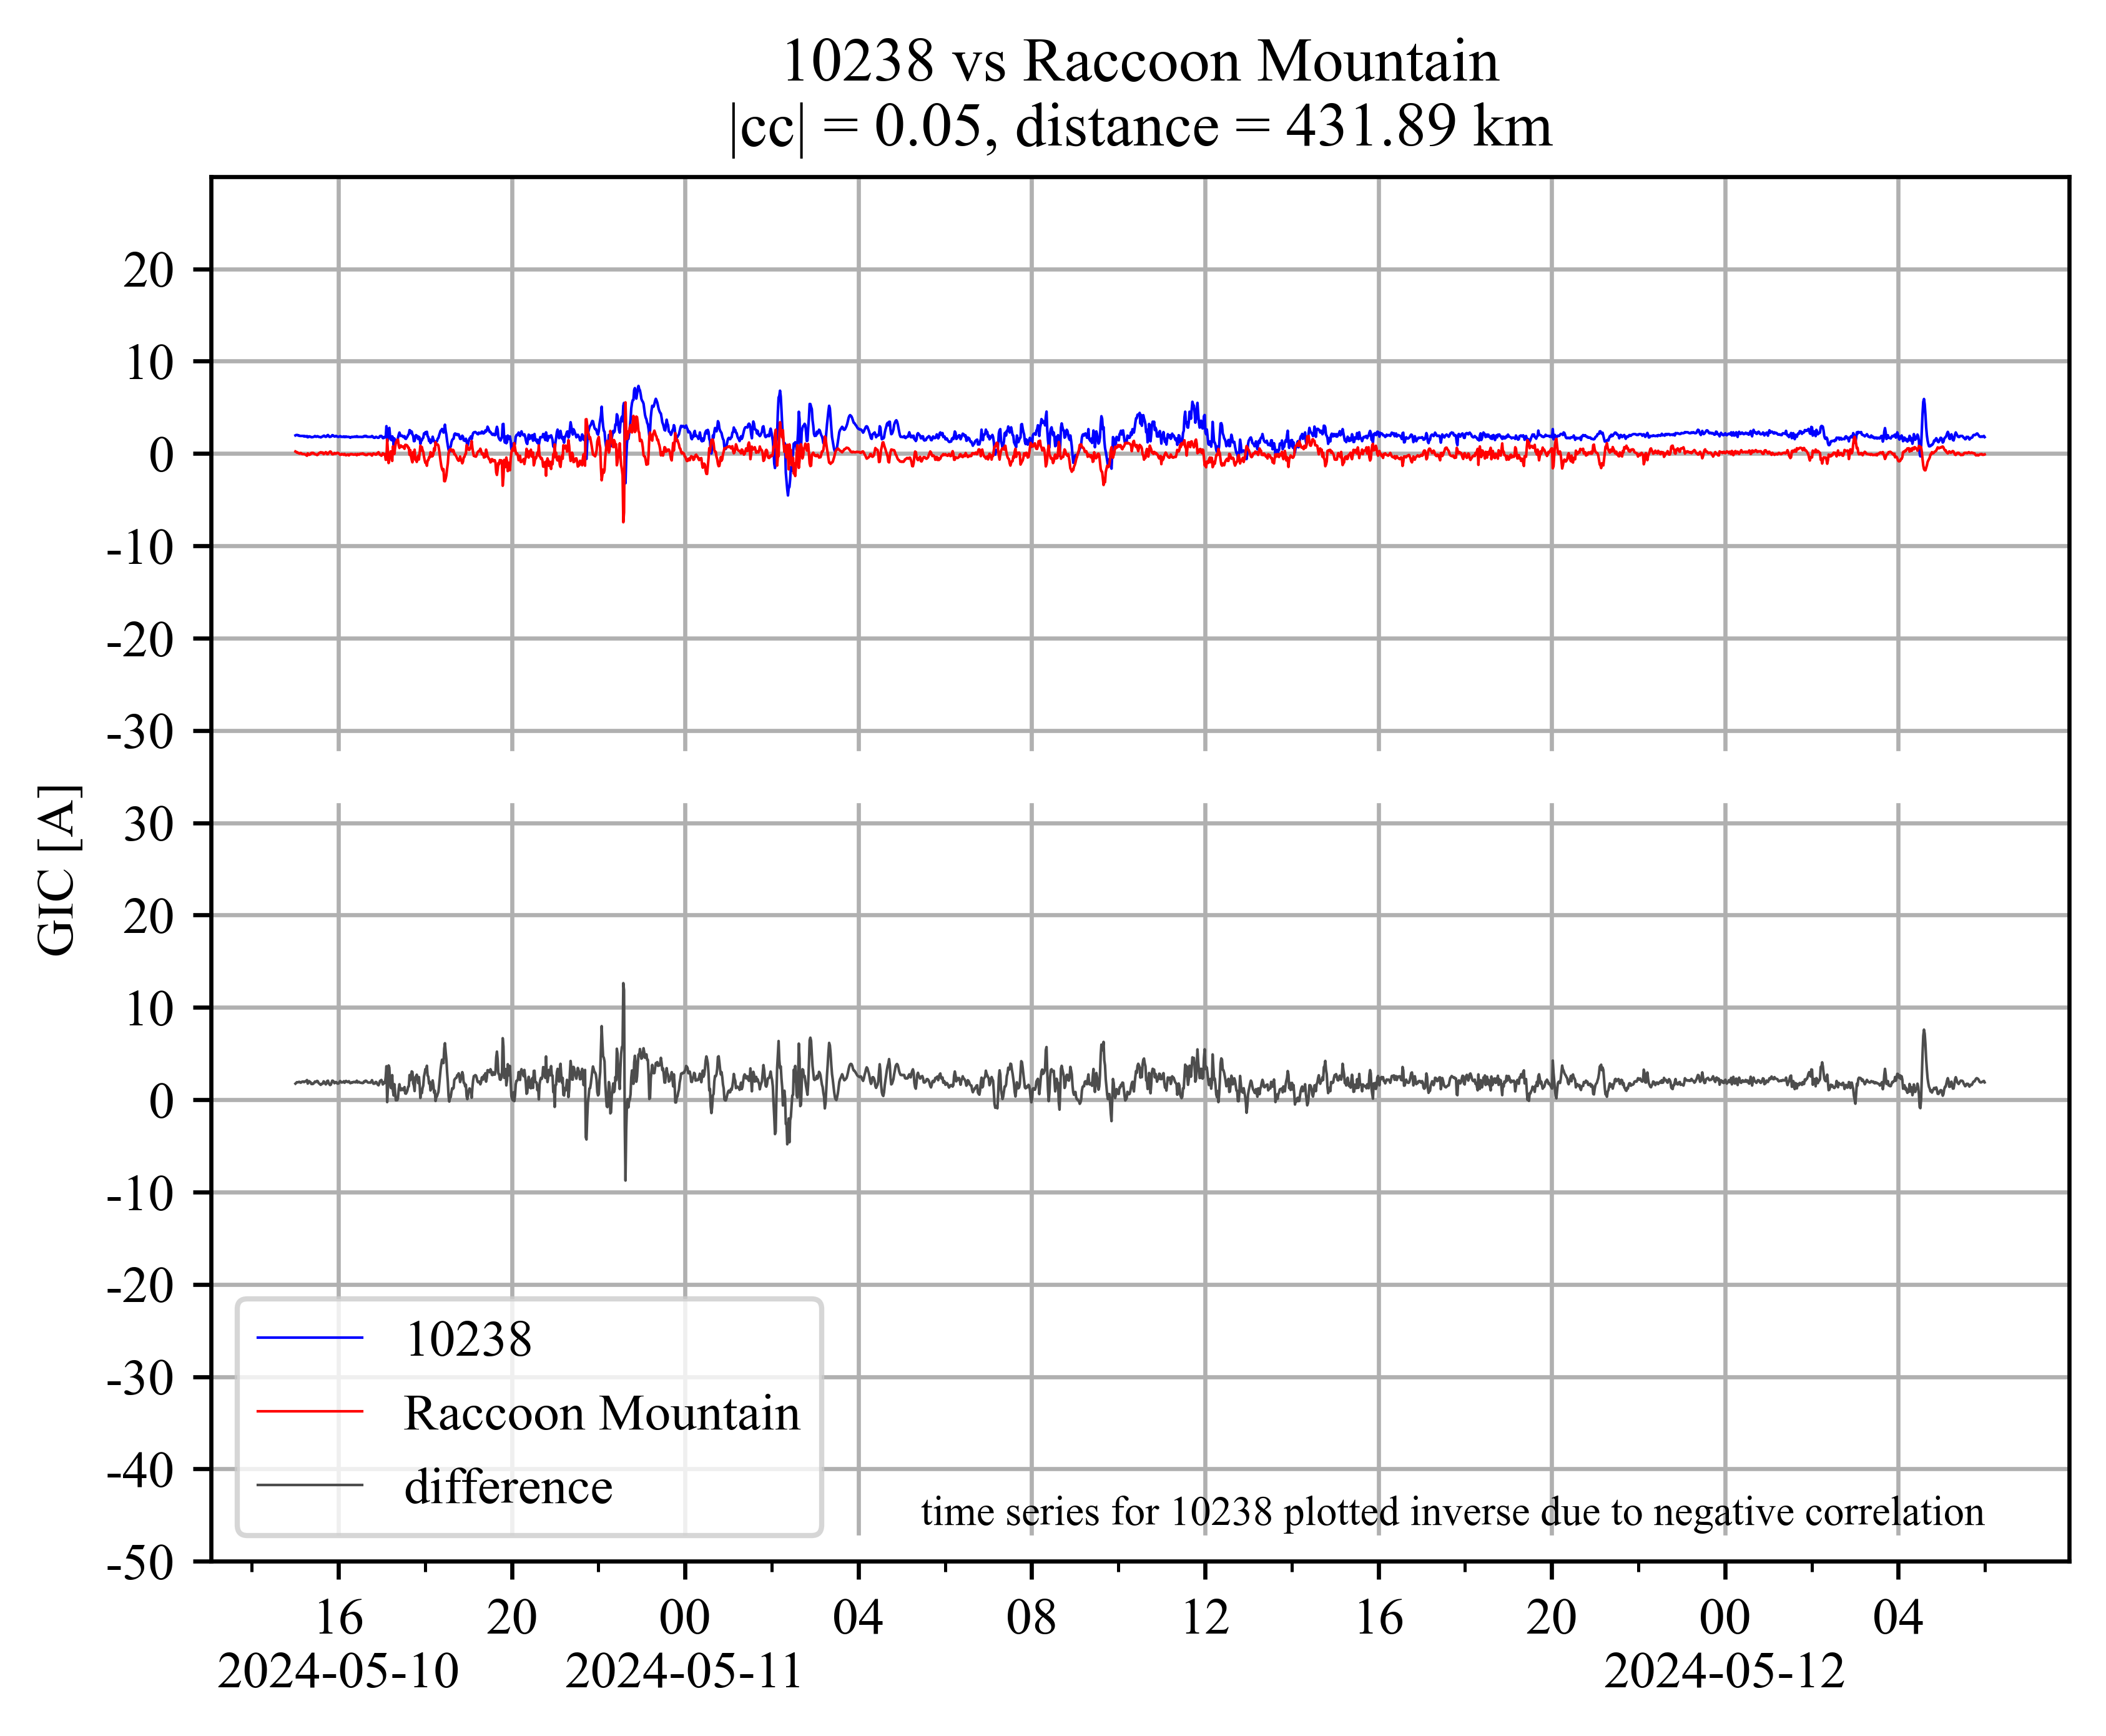 10238 vs Raccoon Mountain
|cc| = 0.05, distance = 431.89 km
GIC [A]
20
10
0
-10
-20
-30
30
20
10
0
-10
-20
-30
-40
-50
10238
Raccoon Mountain
difference
time series for 10238 plotted inverse due to negative correlation
16 20 00 04 08 12 16 20 00 04
2024-05-10 2024-05-11 2024-05-12